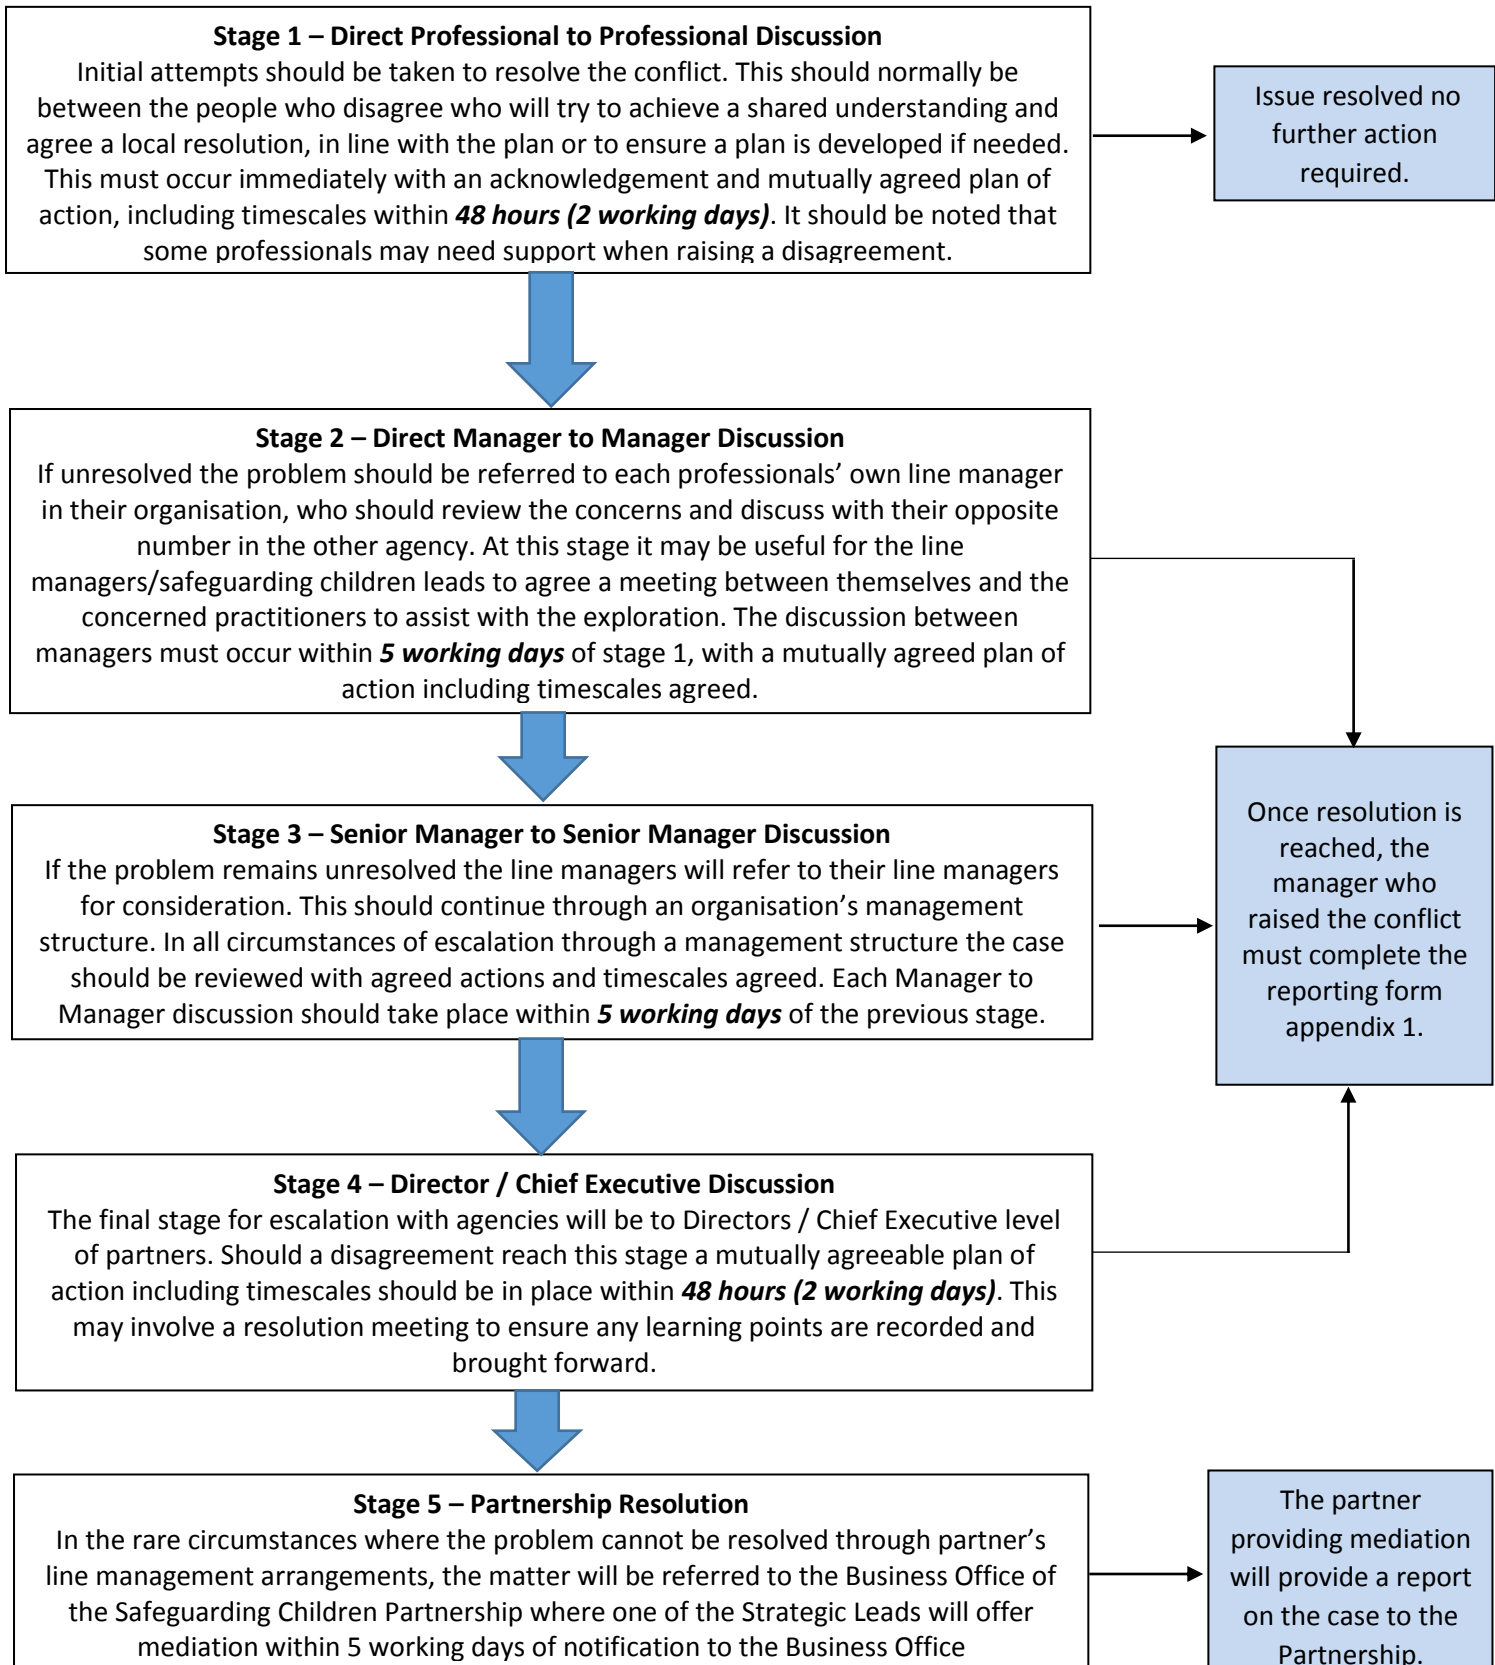 Stage 1 – Direct Professional to Professional Discussion
Initial attempts should be taken to resolve the conflict. This should normally be
between the people who disagree who will try to achieve a shared understanding and
agree a local resolution, in line with the plan or to ensure a plan is developed if needed.
This must occur immediately with an acknowledgement and mutually agreed plan of
action, including timescales within 48 hours (2 working days). It should be noted that
some professionals may need support when raising a disagreement.
Issue resolved no
further action
required.
Stage 2 – Direct Manager to Manager Discussion
If unresolved the problem should be referred to each professionals’ own line manager
in their organisation, who should review the concerns and discuss with their opposite
number in the other agency. At this stage it may be useful for the line
managers/safeguarding children leads to agree a meeting between themselves and the
concerned practitioners to assist with the exploration. The discussion between
managers must occur within 5 working days of stage 1, with a mutually agreed plan of
action including timescales agreed.
Stage 3 – Senior Manager to Senior Manager Discussion
If the problem remains unresolved the line managers will refer to their line managers
for consideration. This should continue through an organisation’s management
structure. In all circumstances of escalation through a management structure the case
should be reviewed with agreed actions and timescales agreed. Each Manager to
Manager discussion should take place within 5 working days of the previous stage.
Once resolution is
reached, the
manager who
raised the conflict
must complete the
reporting form
appendix 1.
Stage 4 – Director / Chief Executive Discussion
The final stage for escalation with agencies will be to Directors / Chief Executive level
of partners. Should a disagreement reach this stage a mutually agreeable plan of
action including timescales should be in place within 48 hours (2 working days). This
may involve a resolution meeting to ensure any learning points are recorded and
brought forward.
Stage 5 – Partnership Resolution
In the rare circumstances where the problem cannot be resolved through partner’s
line management arrangements, the matter will be referred to the Business Office of
the Safeguarding Children Partnership where one of the Strategic Leads will offer
mediation within 5 working days of notification to the Business Office
The partner
providing mediation
will provide a report
on the case to the
Partnership.